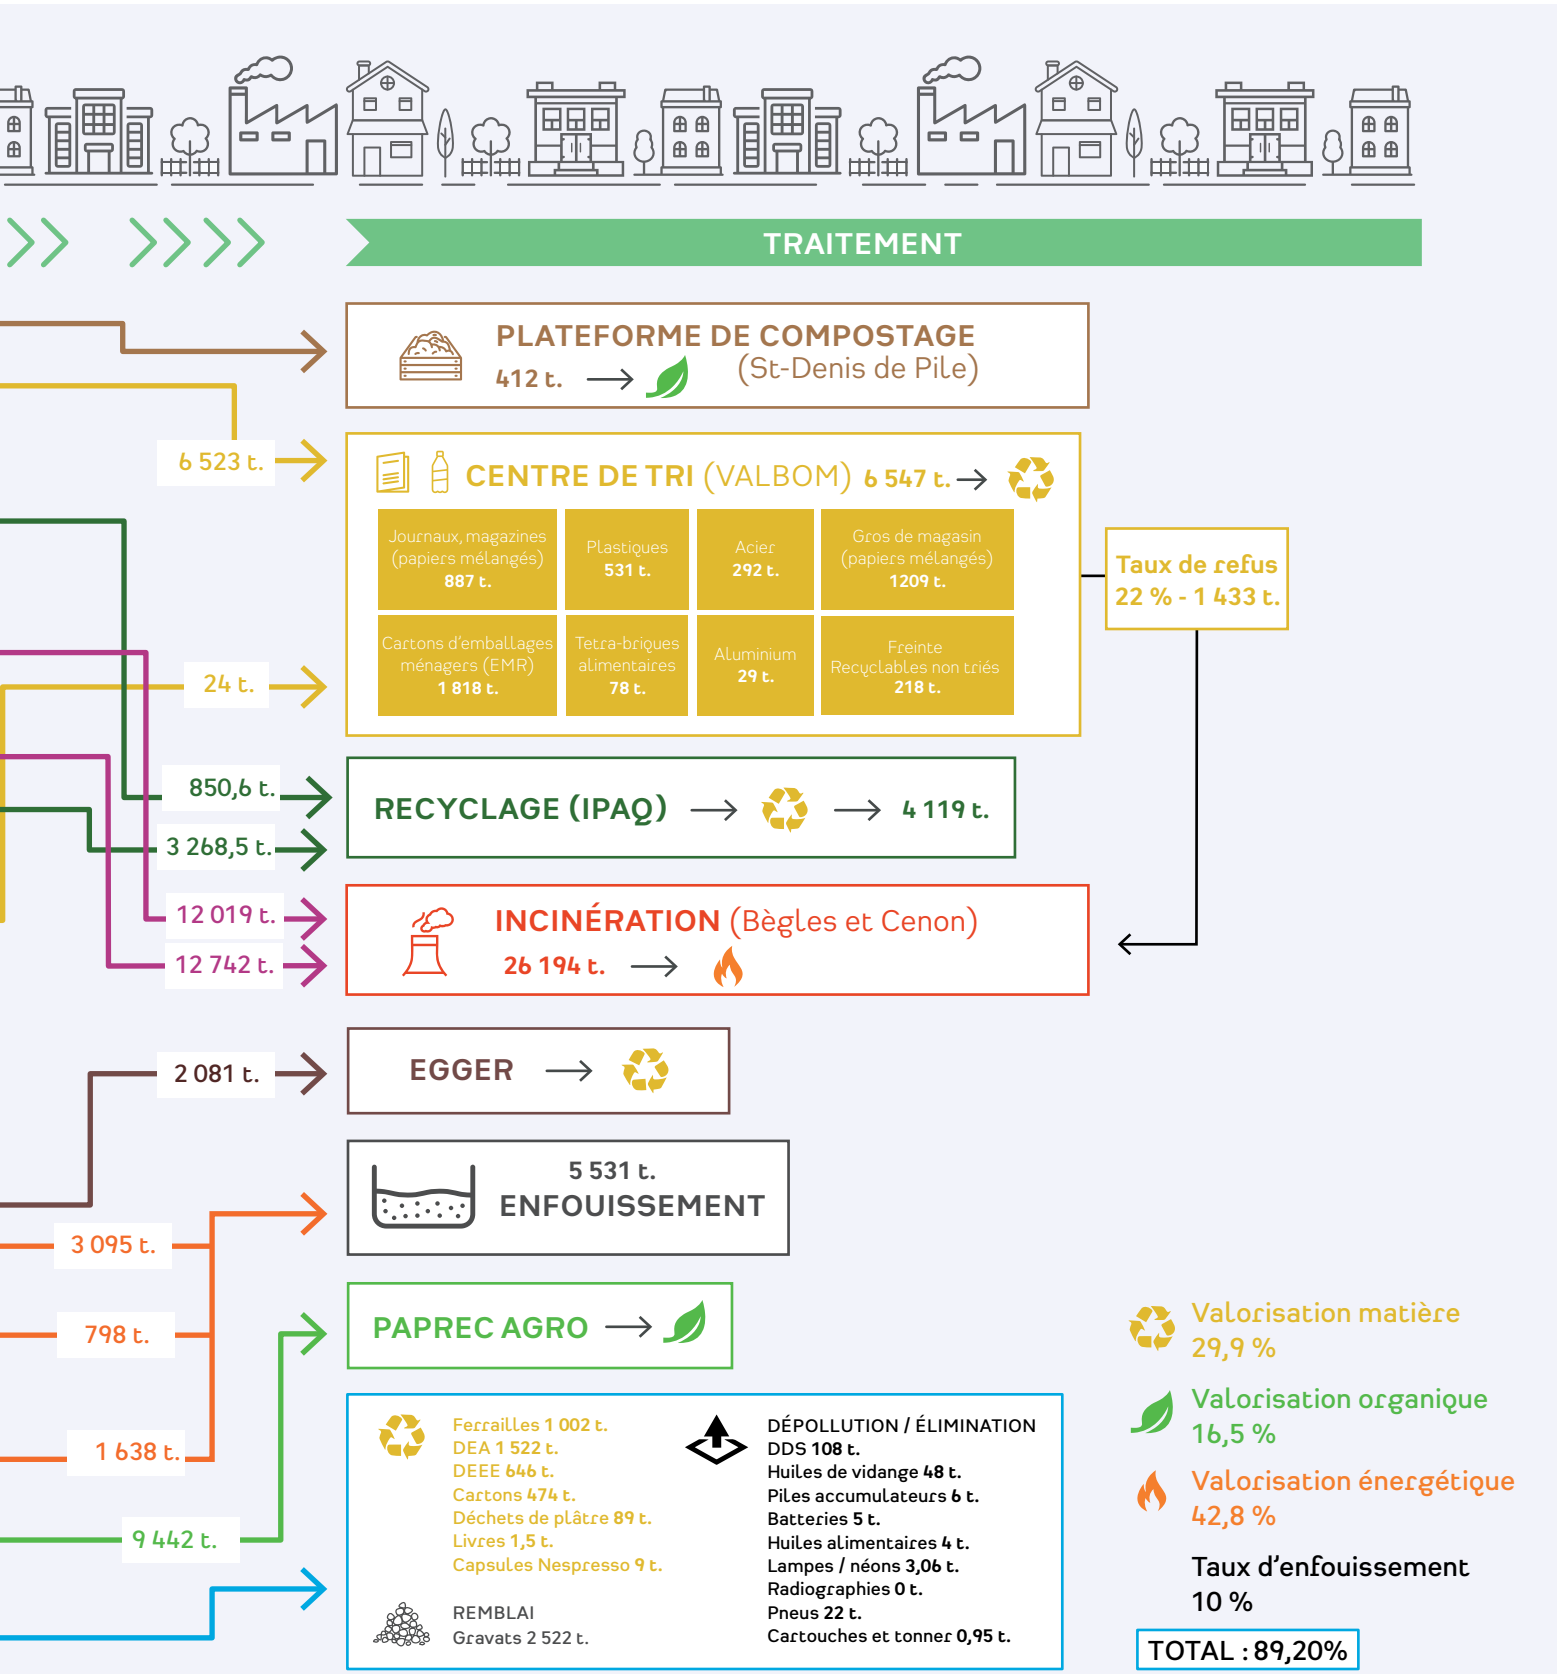 TRAITEMENT
PLATEFORME DE COMPOSTAGE
412 t.
(St-Denis de Pile)
6 523 t.
CENTRE DE TRI (VALBOM) 6 547 t.
Journaux, magazines
(papiers mélangés)
887 t.
Plastiques
531 t.
Acier
292 t.
Gros de magasin
(papiers mélangés)
1209 t.
Cartons d'emballages
ménagers (EMR)
1 818 t.
Tetra-briques
alimentaires
78 t.
Aluminium
29 t.
Freinte
Recyclables non triés
218 t.
Taux de refus
22 % - 1 433 t.
24 t.
850,6 t.
3 268,5 t.
RECYCLAGE (IPAQ)
4 119 t.
12 019 t.
12 742 t.
INCINÉRATION (Bègles et Cenon)
26 194 t.
2 081 t.
EGGER
5 531 t.
ENFOUISSEMENT
3 095 t.
798 t.
1 638 t.
PAPREC AGRO
9 442 t.
Ferrailles 1 002 t.
DEA 1 522 t.
DEEE 646 t.
Cartons 474 t.
Déchets de plâtre 89 t.
Livres 1,5 t.
Capsules Nespresso 9 t.
REMBLAI
Gravats 2 522 t.
DÉPOLLUTION / ÉLIMINATION
DDS 108 t.
Huiles de vidange 48 t.
Piles accumulateurs 6 t.
Batteries 5 t.
Huiles alimentaires 4 t.
Lampes / néons 3,06 t.
Radiographies 0 t.
Pneus 22 t.
Cartouches et tonner 0,95 t.
Valorisation matière
29,9 %
Valorisation organique
16,5 %
Valorisation énergétique
42,8 %
Taux d'enfouissement
10 %
TOTAL : 89,20%